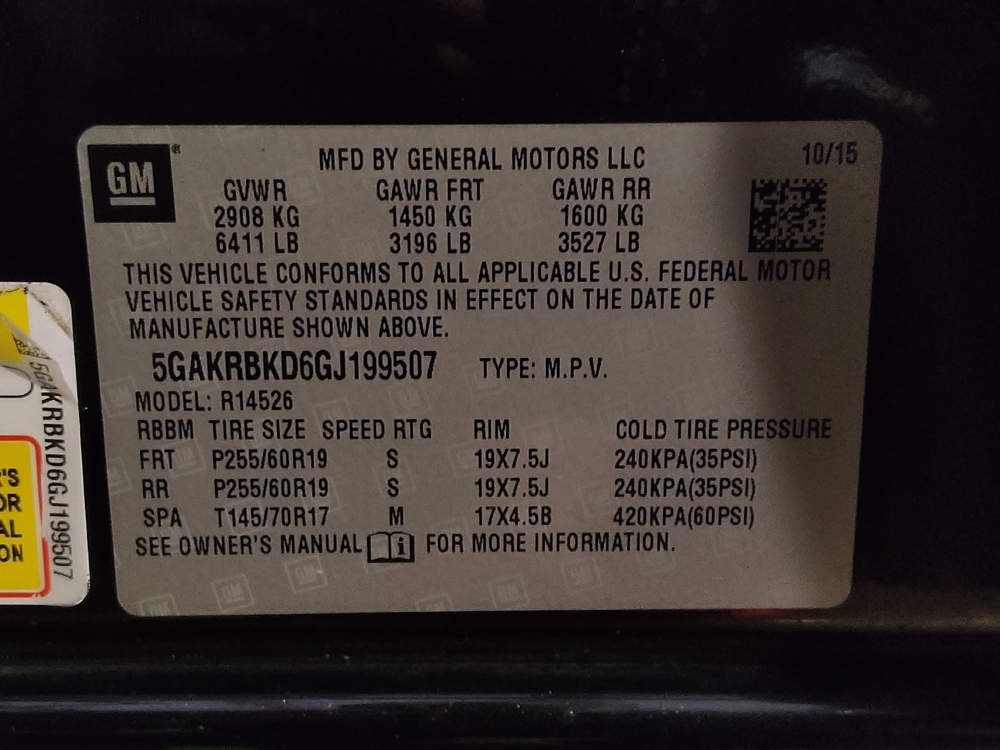 GM®
MFD BY GENERAL MOTORS LLC 10/15
GVWR GAWR FRT GAWR RR
2908 KG 1450 KG 1600 KG
6411 LB 3196 LB 3527 LB
THIS VEHICLE CONFORMS TO ALL APPLICABLE U.S. FEDERAL MOTOR
VEHICLE SAFETY STANDARDS IN EFFECT ON THE DATE OF
MANUFACTURE SHOWN ABOVE.
5GAKRBKD6GJ199507 TYPE: M.P.V.
MODEL: R14526
RBBM TIRE SIZE SPEED RTG RIM COLD TIRE PRESSURE
FRT P255/60R19 S 19X7.5J 240KPA(35PSI)
RR P255/60R19 S 19X7.5J 240KPA(35PSI)
SPA T145/70R17 M 17X4.5B 420KPA(60PSI)
SEE OWNER'S MANUAL i FOR MORE INFORMATION.
5GAKRBKD6GJ199507
'S
OR
AL
ON